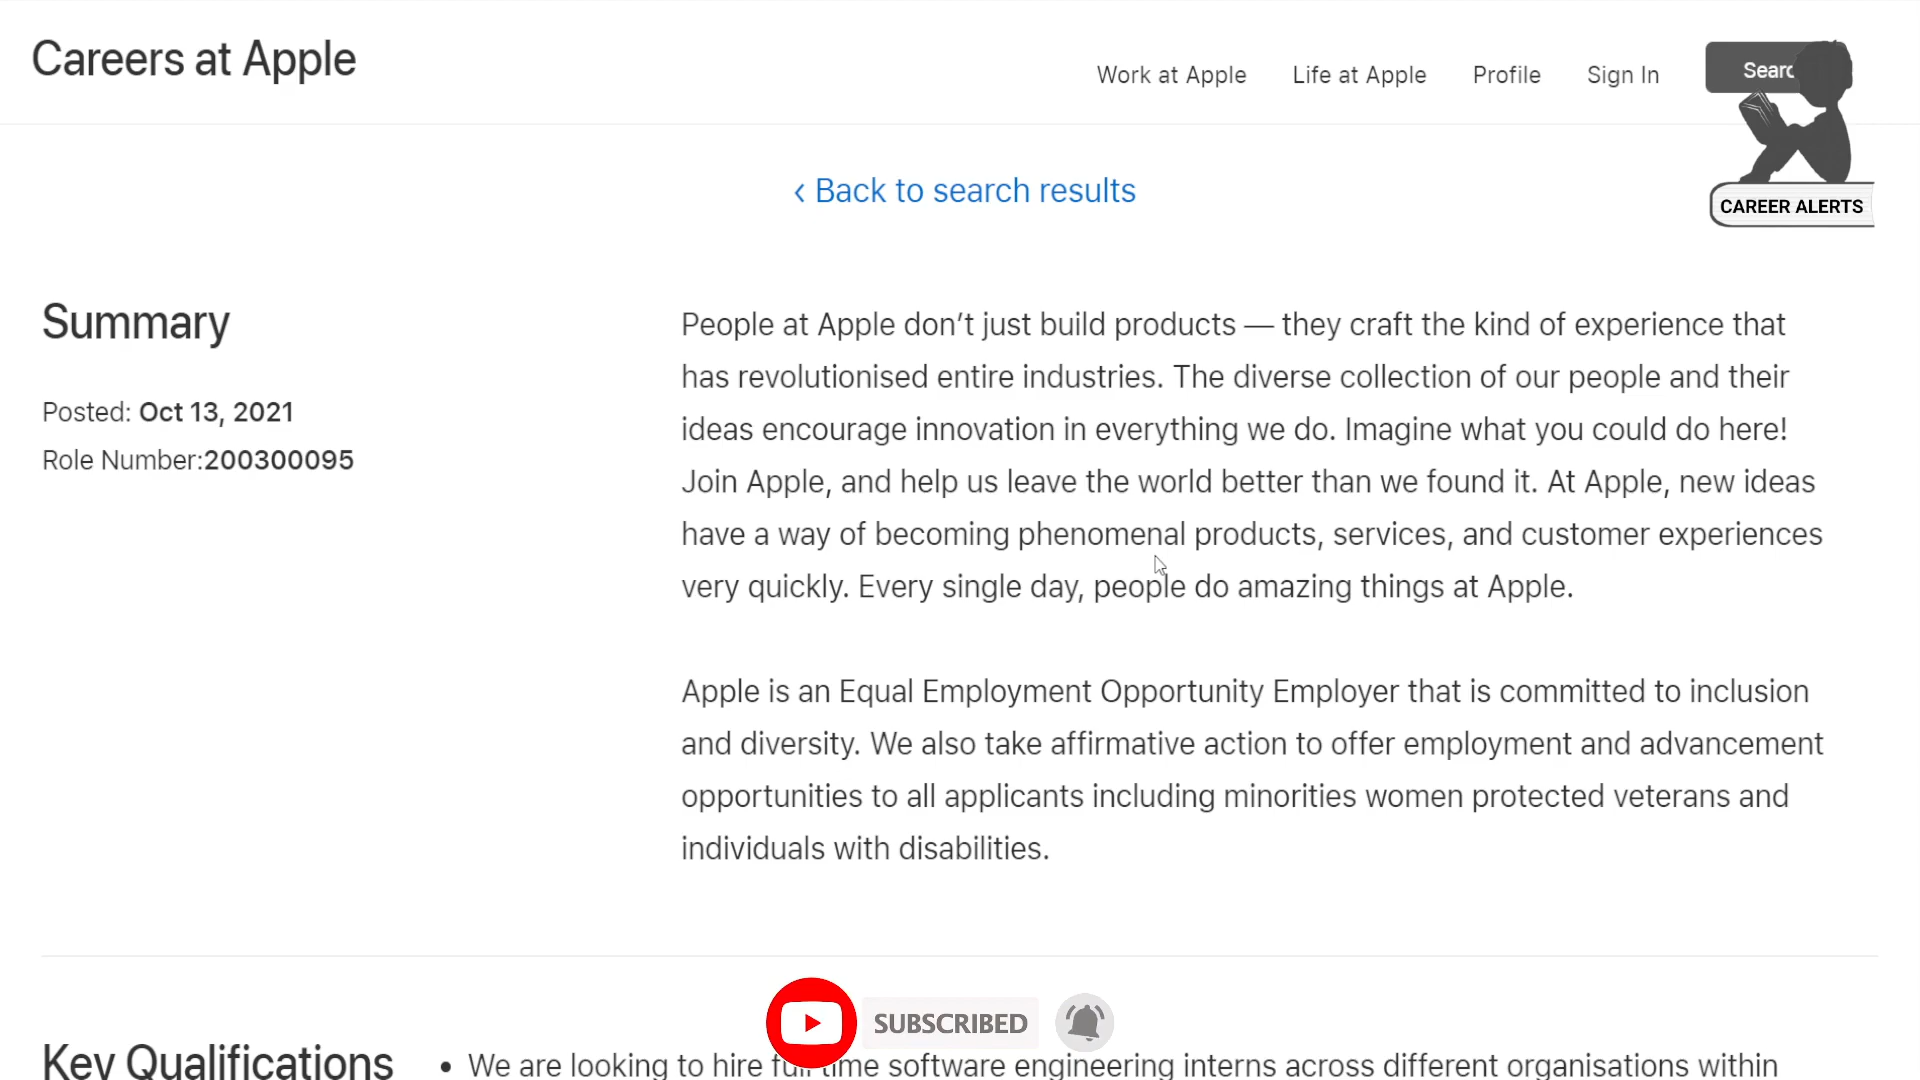 Careers at Apple
Work at Apple
Life at Apple
Profile
Sign In
CAREER ALERTS
‹ Back to search results
Summary
Posted: Oct 13, 2021
Role Number:200300095
People at Apple don’t just build products — they craft the kind of experience that
has revolutionised entire industries. The diverse collection of our people and their
ideas encourage innovation in everything we do. Imagine what you could do here!
Join Apple, and help us leave the world better than we found it. At Apple, new ideas
have a way of becoming phenomenal products, services, and customer experiences
very quickly. Every single day, people do amazing things at Apple.
Apple is an Equal Employment Opportunity Employer that is committed to inclusion
and diversity. We also take affirmative action to offer employment and advancement
opportunities to all applicants including minorities women protected veterans and
individuals with disabilities.
SUBSCRIBED
Key Qualifications
• We are looking to hire full time software engineering interns across different organisations within